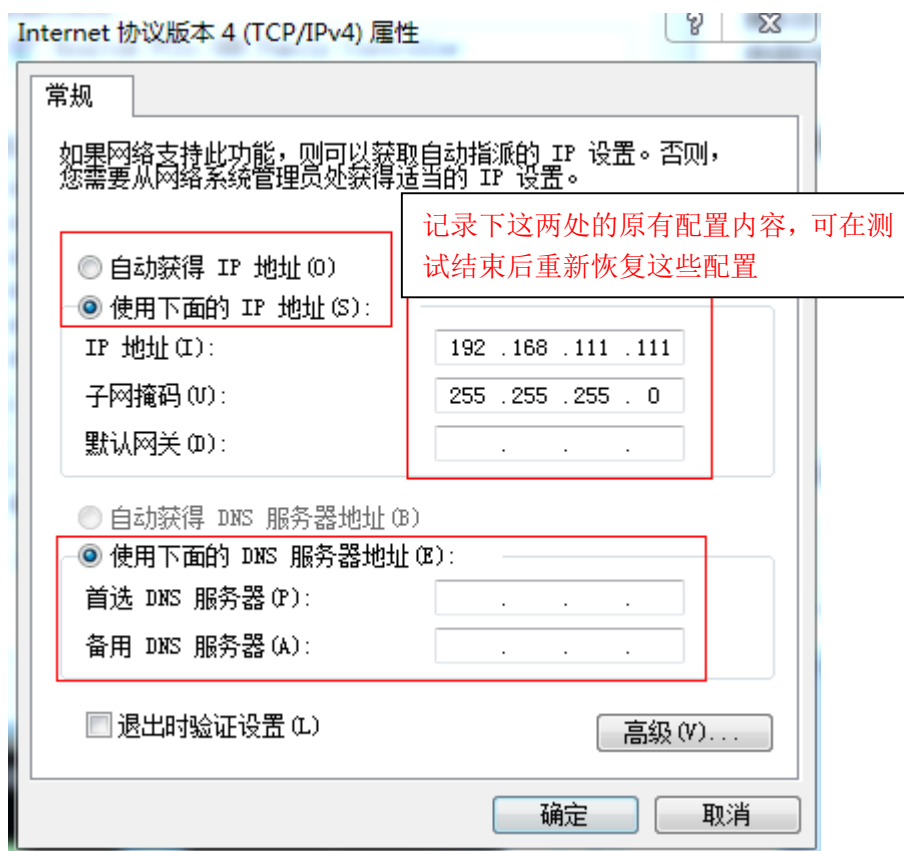 Internet 协议版本 4 (TCP/IPv4) 属性
常规
如果网络支持此功能，则可以获取自动指派的 IP 设置。否则，
您需要从网络系统管理员处获得适当的 IP 设置。
记录下这两处的原有配置内容，可在测
试结束后重新恢复这些配置
自动获得 IP 地址(O)
使用下面的 IP 地址(S):
IP 地址(I):
192 .168 .111 .111
子网掩码(U):
255 .255 .255 . 0
默认网关(D):
. . .
自动获得 DNS 服务器地址(B)
使用下面的 DNS 服务器地址(E):
首选 DNS 服务器(P):
. . .
备用 DNS 服务器(A):
. . .
退出时验证设置(L)
高级(V)...
确定
取消